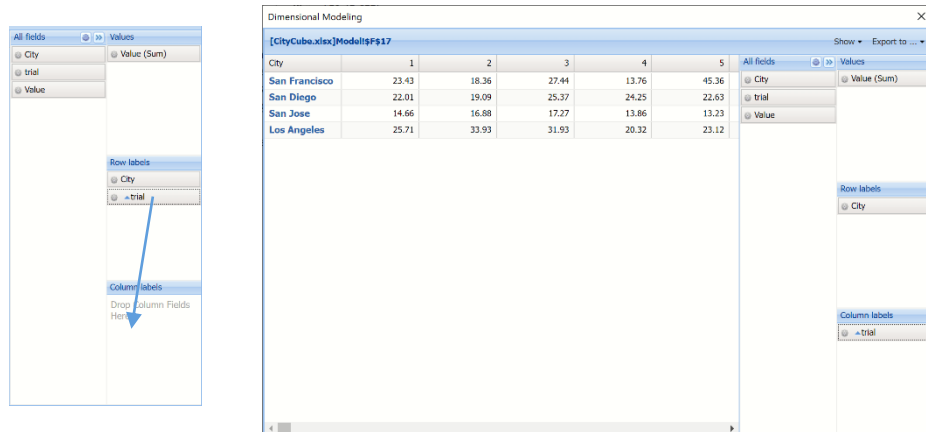 All fields
Values
City
Value (Sum)
trial
Value
Row labels
City
trial
Column labels
Drop Column Fields
Here
Dimensional Modeling
[CityCube.xlsx]Model!$F$17
Show
Export to ...
City 1 2 3 4 5
San Francisco 23.43 18.36 27.44 13.76 45.36
San Diego 22.01 19.09 25.37 24.25 22.63
San Jose 14.66 16.88 17.27 13.86 13.23
Los Angeles 25.71 33.93 31.93 20.32 23.12
All fields
Values
City
Value (Sum)
trial
Value
Row labels
City
Column labels
trial